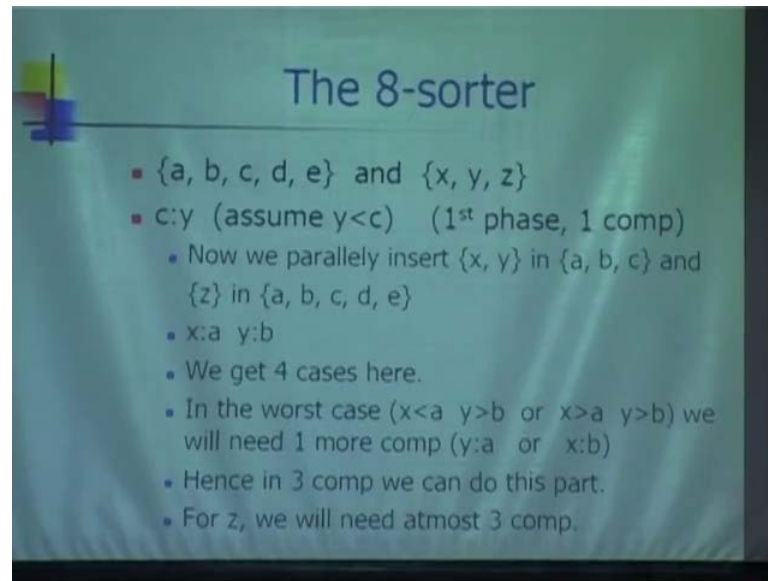 The 8-sorter
{a, b, c, d, e} and {x, y, z}
c:y (assume y<c) (1st phase, 1 comp)
Now we parallely insert {x, y} in {a, b, c} and
{z} in {a, b, c, d, e}
x:a y:b
We get 4 cases here.
In the worst case (x<a y>b or x>a y>b) we
will need 1 more comp (y:a or x:b)
Hence in 3 comp we can do this part.
For z, we will need atmost 3 comp.